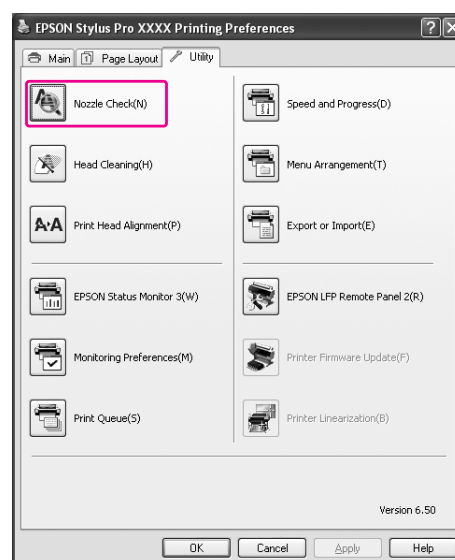 EPSON Stylus Pro XXXX Printing Preferences
Main Page Layout Utility
Nozzle Check(N)
Speed and Progress(D)
Head Cleaning(H)
Menu Arrangement(T)
A:A Print Head Alignment(P)
Export or Import(E)
EPSON Status Monitor 3(W)
EPSON LFP Remote Panel 2(R)
Monitoring Preferences(M)
Printer Firmware Update(F)
Print Queue(S)
Printer Linearization(B)
Version 6.50
OK Cancel Apply Help